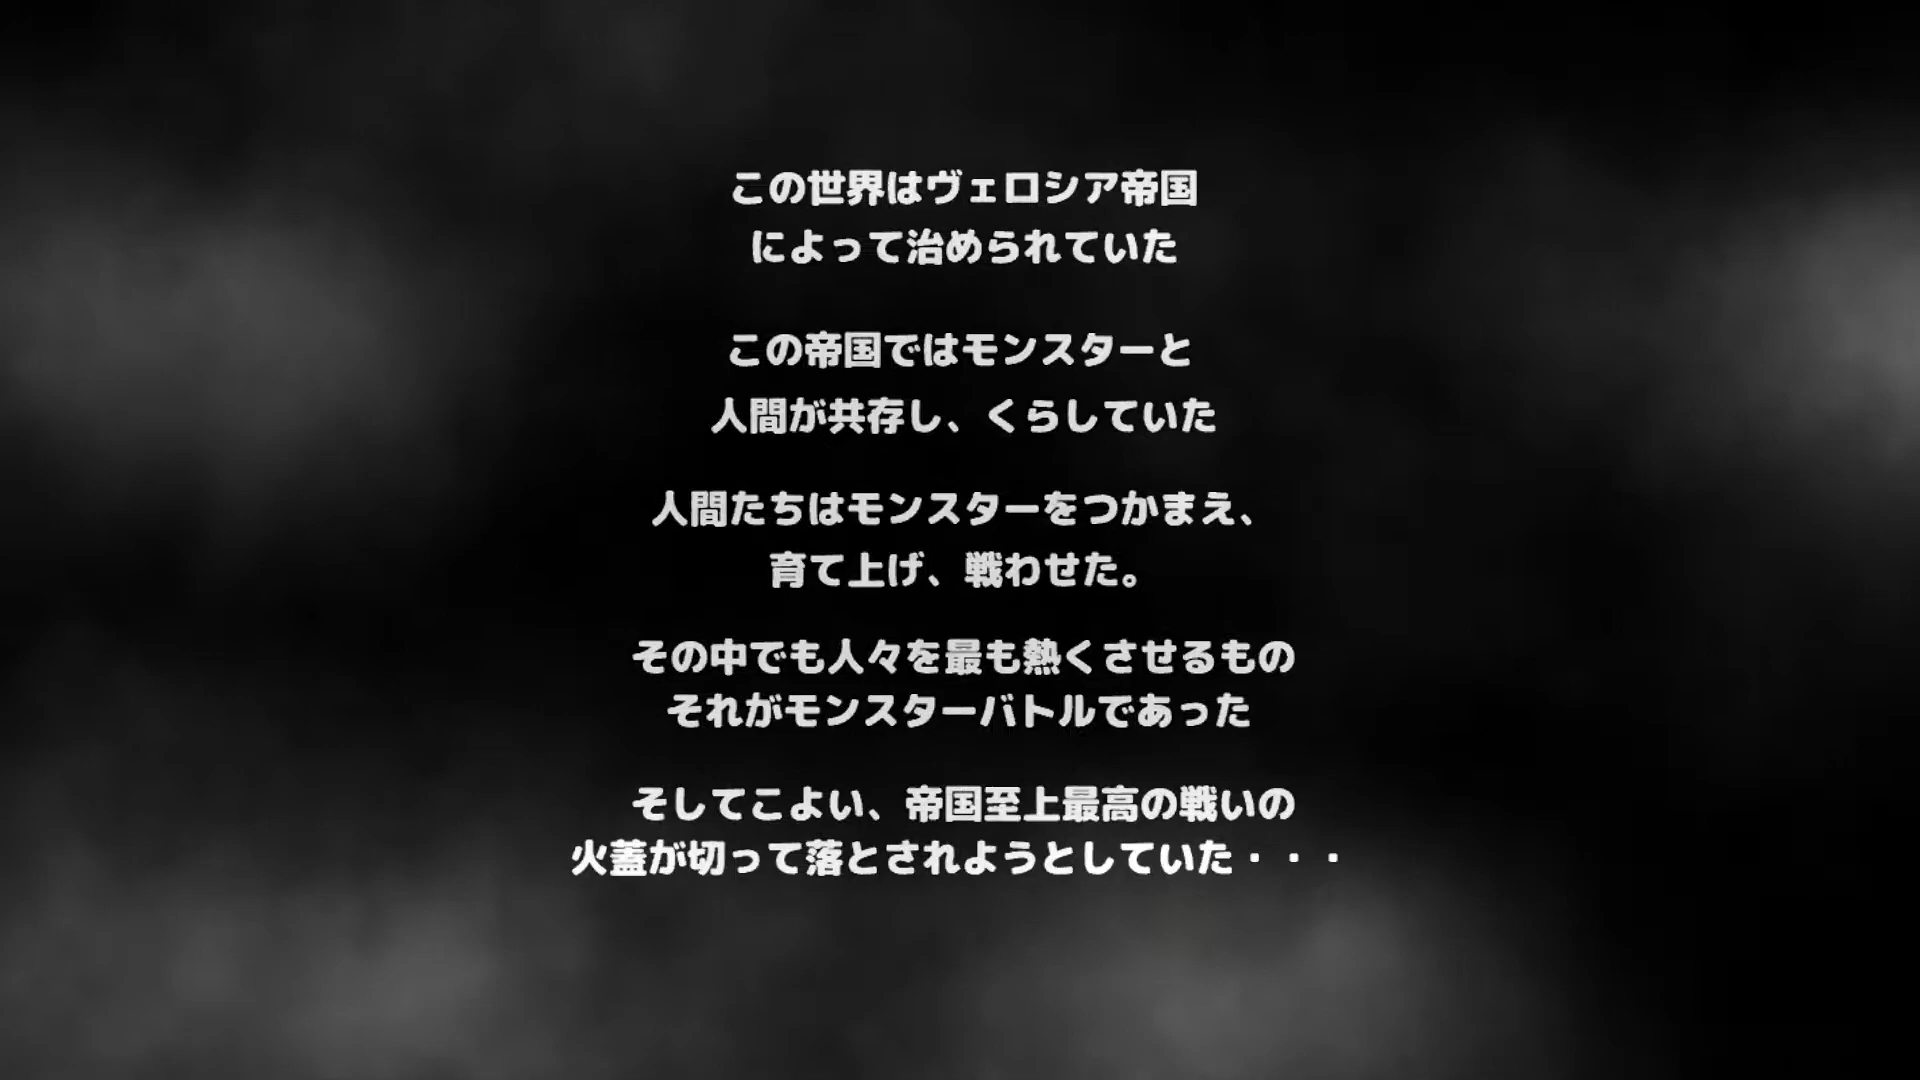 この世界はヴェロシア帝国
によって治められていた
この帝国ではモンスターと
人間が共存し、くらしていた
人間たちはモンスターをつかまえ、
育て上げ、戦わせた。
その中でも人々を最も熱くさせるもの
それがモンスターバトルであった
そしてこよい、帝国至上最高の戦いの
火蓋が切って落とされようとしていた・・・